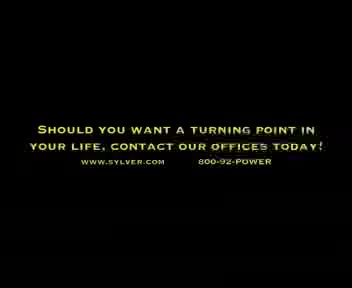 Should you want a turning point in
your life, contact our offices today!
www.sylver.com 800-92-POWER